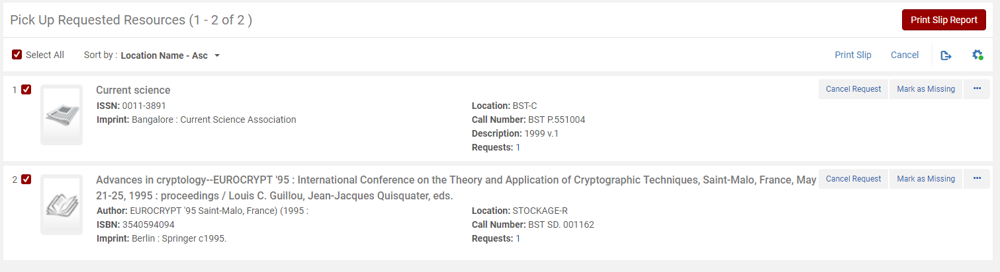 Pick Up Requested Resources (1 - 2 of 2 )
Print Slip Report
Select All
Sort by : Location Name - Asc
Print Slip
Cancel
1
Current science
Cancel Request
Mark as Missing
ISSN: 0011-3891
Location: BST-C
Imprint: Bangalore : Current Science Association
Call Number: BST P.551004
Description: 1999 v.1
Requests: 1
2
Advances in cryptology--EUROCRYPT '95 : International Conference on the Theory and Application of Cryptographic Techniques, Saint-Malo, France, May
21-25, 1995 : proceedings / Louis C. Guillou, Jean-Jacques Quisquater, eds.
Cancel Request
Mark as Missing
Author: EUROCRYPT '95 Saint-Malo, France) (1995 :
Location: STOCKAGE-R
ISBN: 3540594094
Call Number: BST SD. 001162
Imprint: Berlin : Springer c1995.
Requests: 1